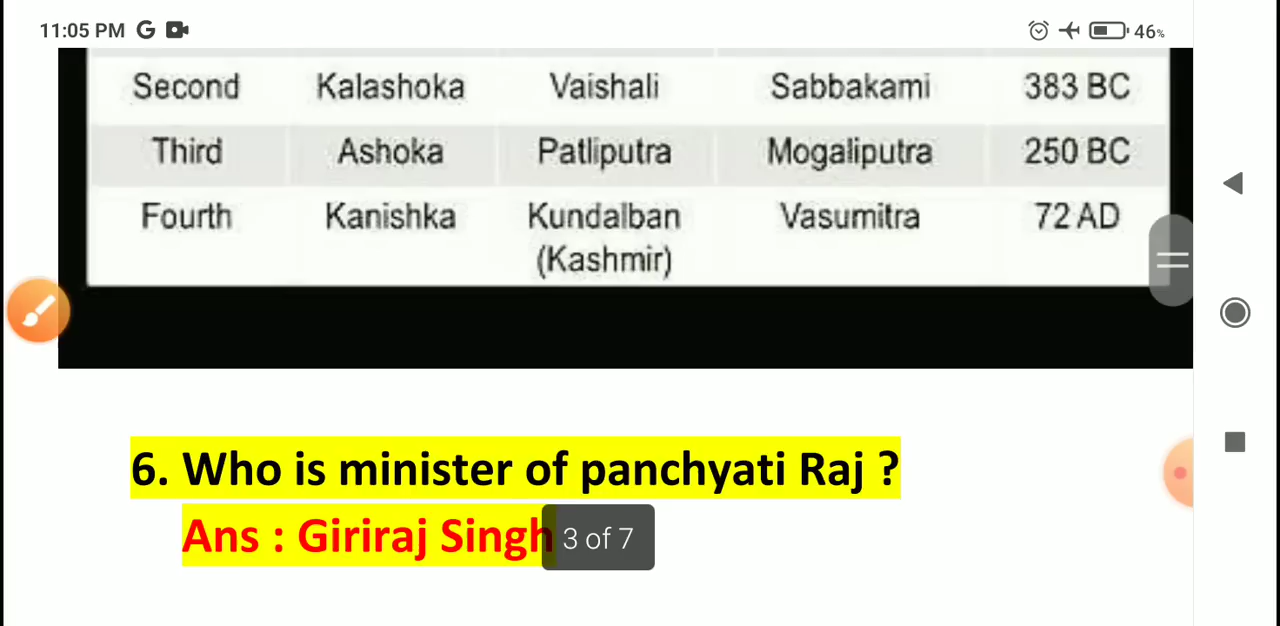 11:05 PM G 46%
Second Kalashoka Vaishali Sabbakami 383 BC
Third Ashoka Patliputra Mogaliputra 250 BC
Fourth Kanishka Kundalban Vasumitra 72 AD
(Kashmir)
6. Who is minister of panchyati Raj ?
Ans : Giriraj Singh
3 of 7